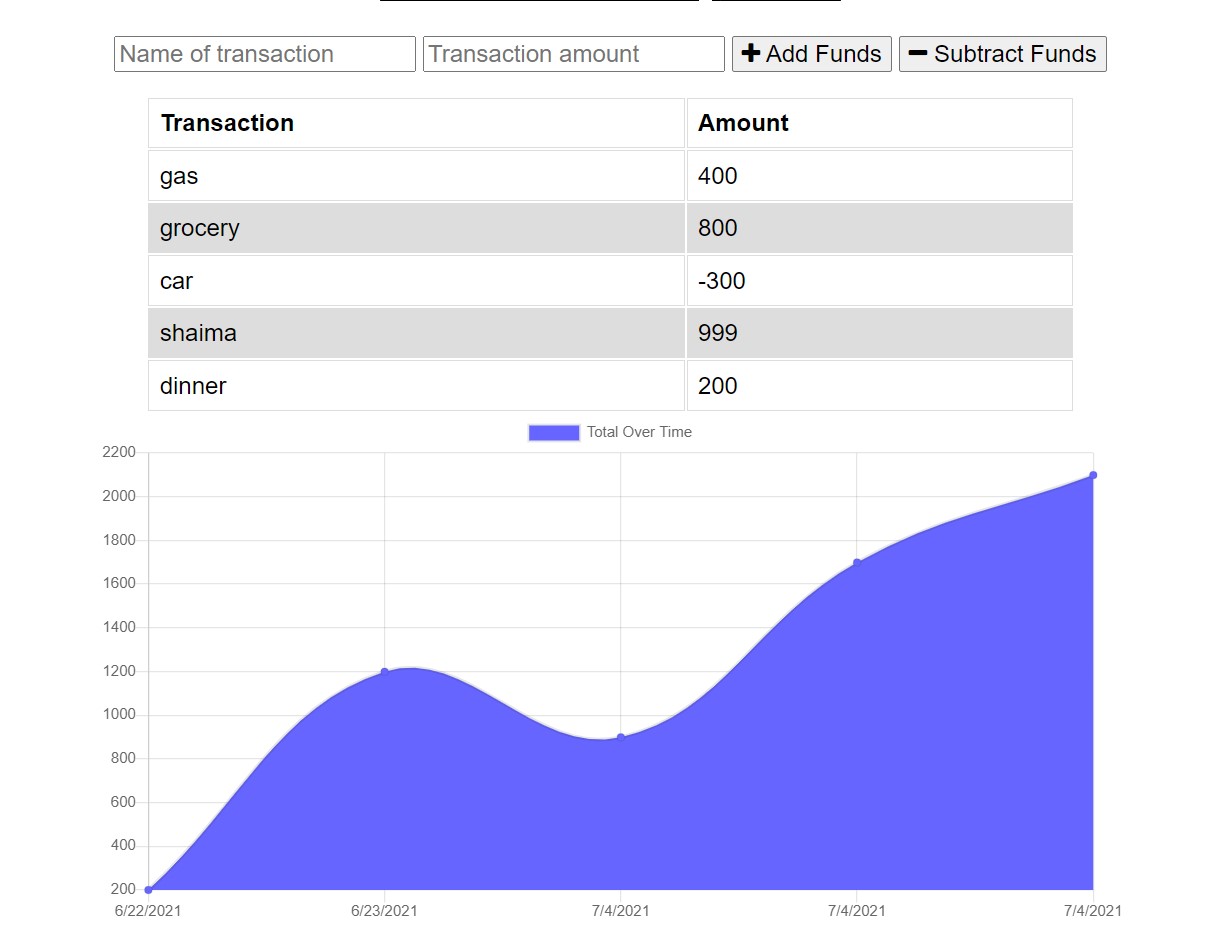 Name of transaction Transaction amount Add Funds Subtract Funds
Transaction Amount
gas 400
grocery 800
car -300
shaima 999
dinner 200
Total Over Time
2200
2000
1800
1600
1400
1200
1000
800
600
400
200
6/22/2021 6/23/2021 7/4/2021 7/4/2021 7/4/2021